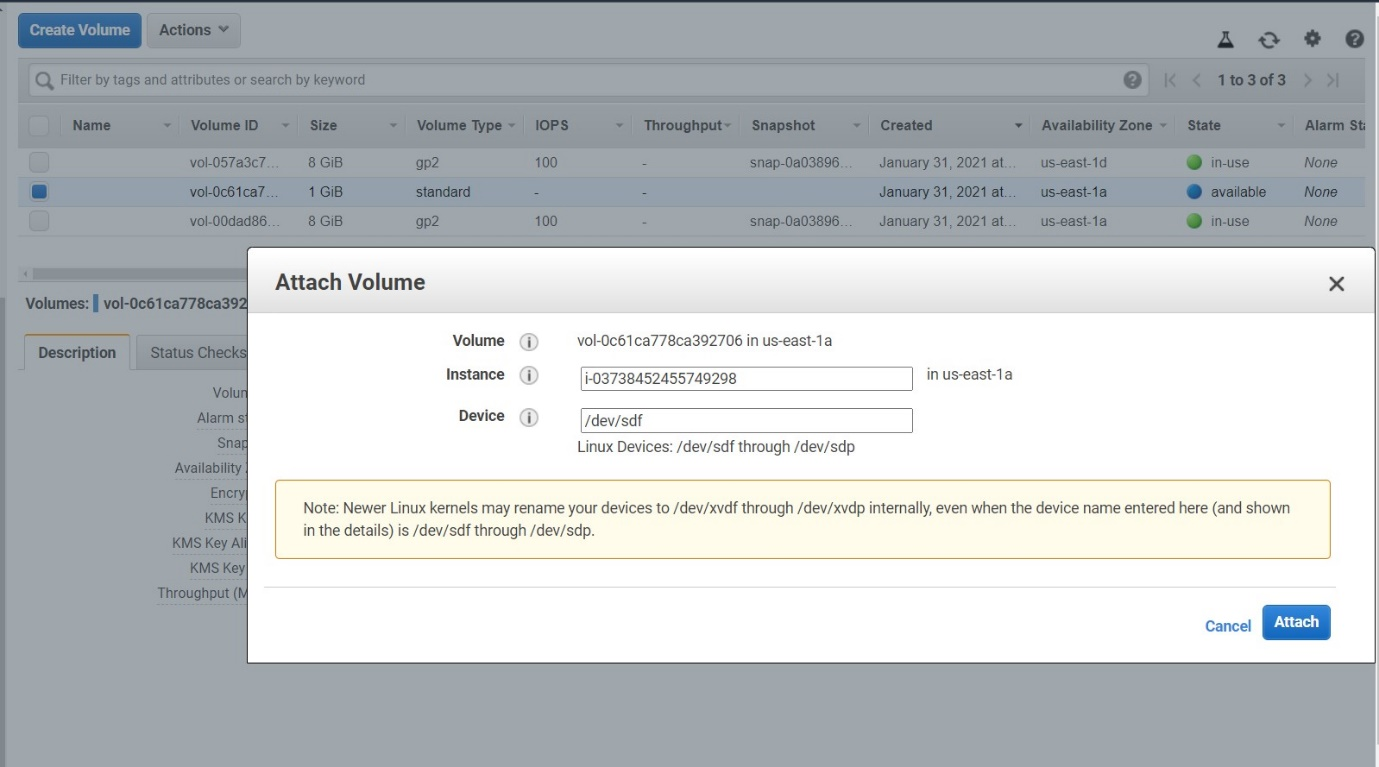 Create Volume Actions
Filter by tags and attributes or search by keyword 1 to 3 of 3
Name Volume ID Size Volume Type IOPS Throughput Snapshot Created Availability Zone State Alarm Sta
vol-057a3c7... 8 GiB gp2 100 - snap-0a03896... January 31, 2021 at... us-east-1d in-use None
vol-0c61ca7... 1 GiB standard - - January 31, 2021 at... us-east-1a available None
vol-00dad86... 8 GiB gp2 100 - snap-0a03896... January 31, 2021 at... us-east-1a in-use None
Volumes: vol-0c61ca778ca392
Description Status Checks
Volum
Alarm st
Snap
Availability
Encry
KMS K
KMS Key Ali
KMS Key
Throughput (M
Attach Volume
Volume vol-0c61ca778ca392706 in us-east-1a
Instance i-03738452455749298 in us-east-1a
Device /dev/sdf
Linux Devices: /dev/sdf through /dev/sdp
Note: Newer Linux kernels may rename your devices to /dev/xvdf through /dev/xvdp internally, even when the device name entered here (and shown
in the details) is /dev/sdf through /dev/sdp.
Cancel Attach